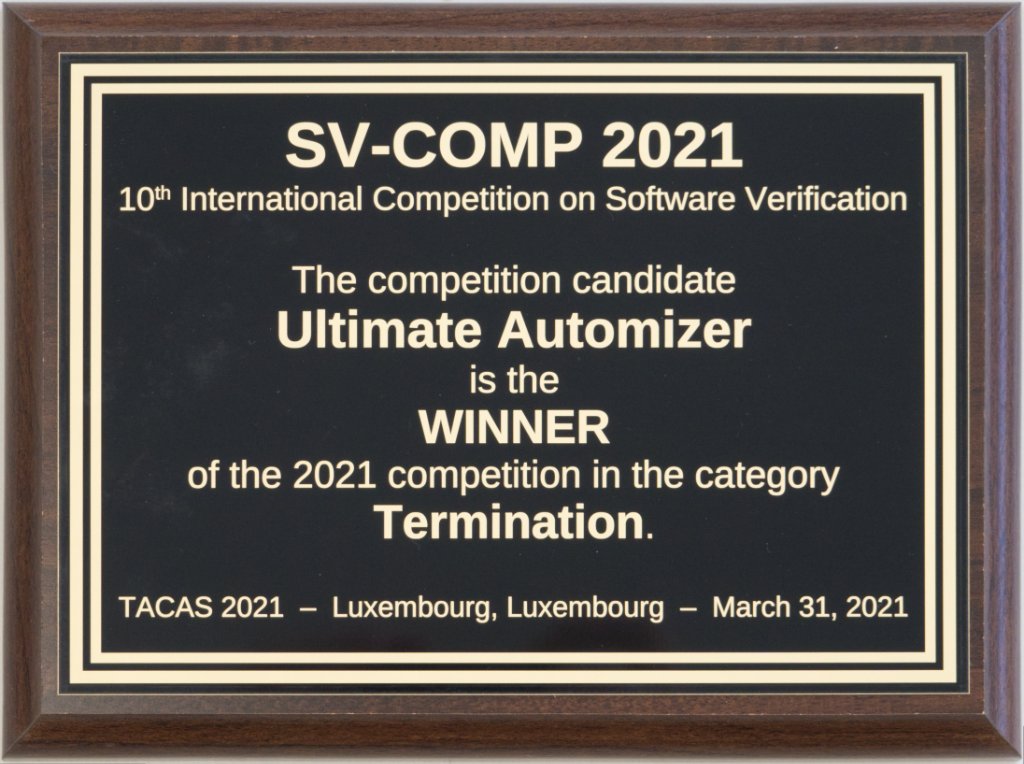 SV-COMP 2021
10th International Competition on Software Verification
The competition candidate
Ultimate Automizer
is the
WINNER
of the 2021 competition in the category
Termination.
TACAS 2021 – Luxembourg, Luxembourg – March 31, 2021